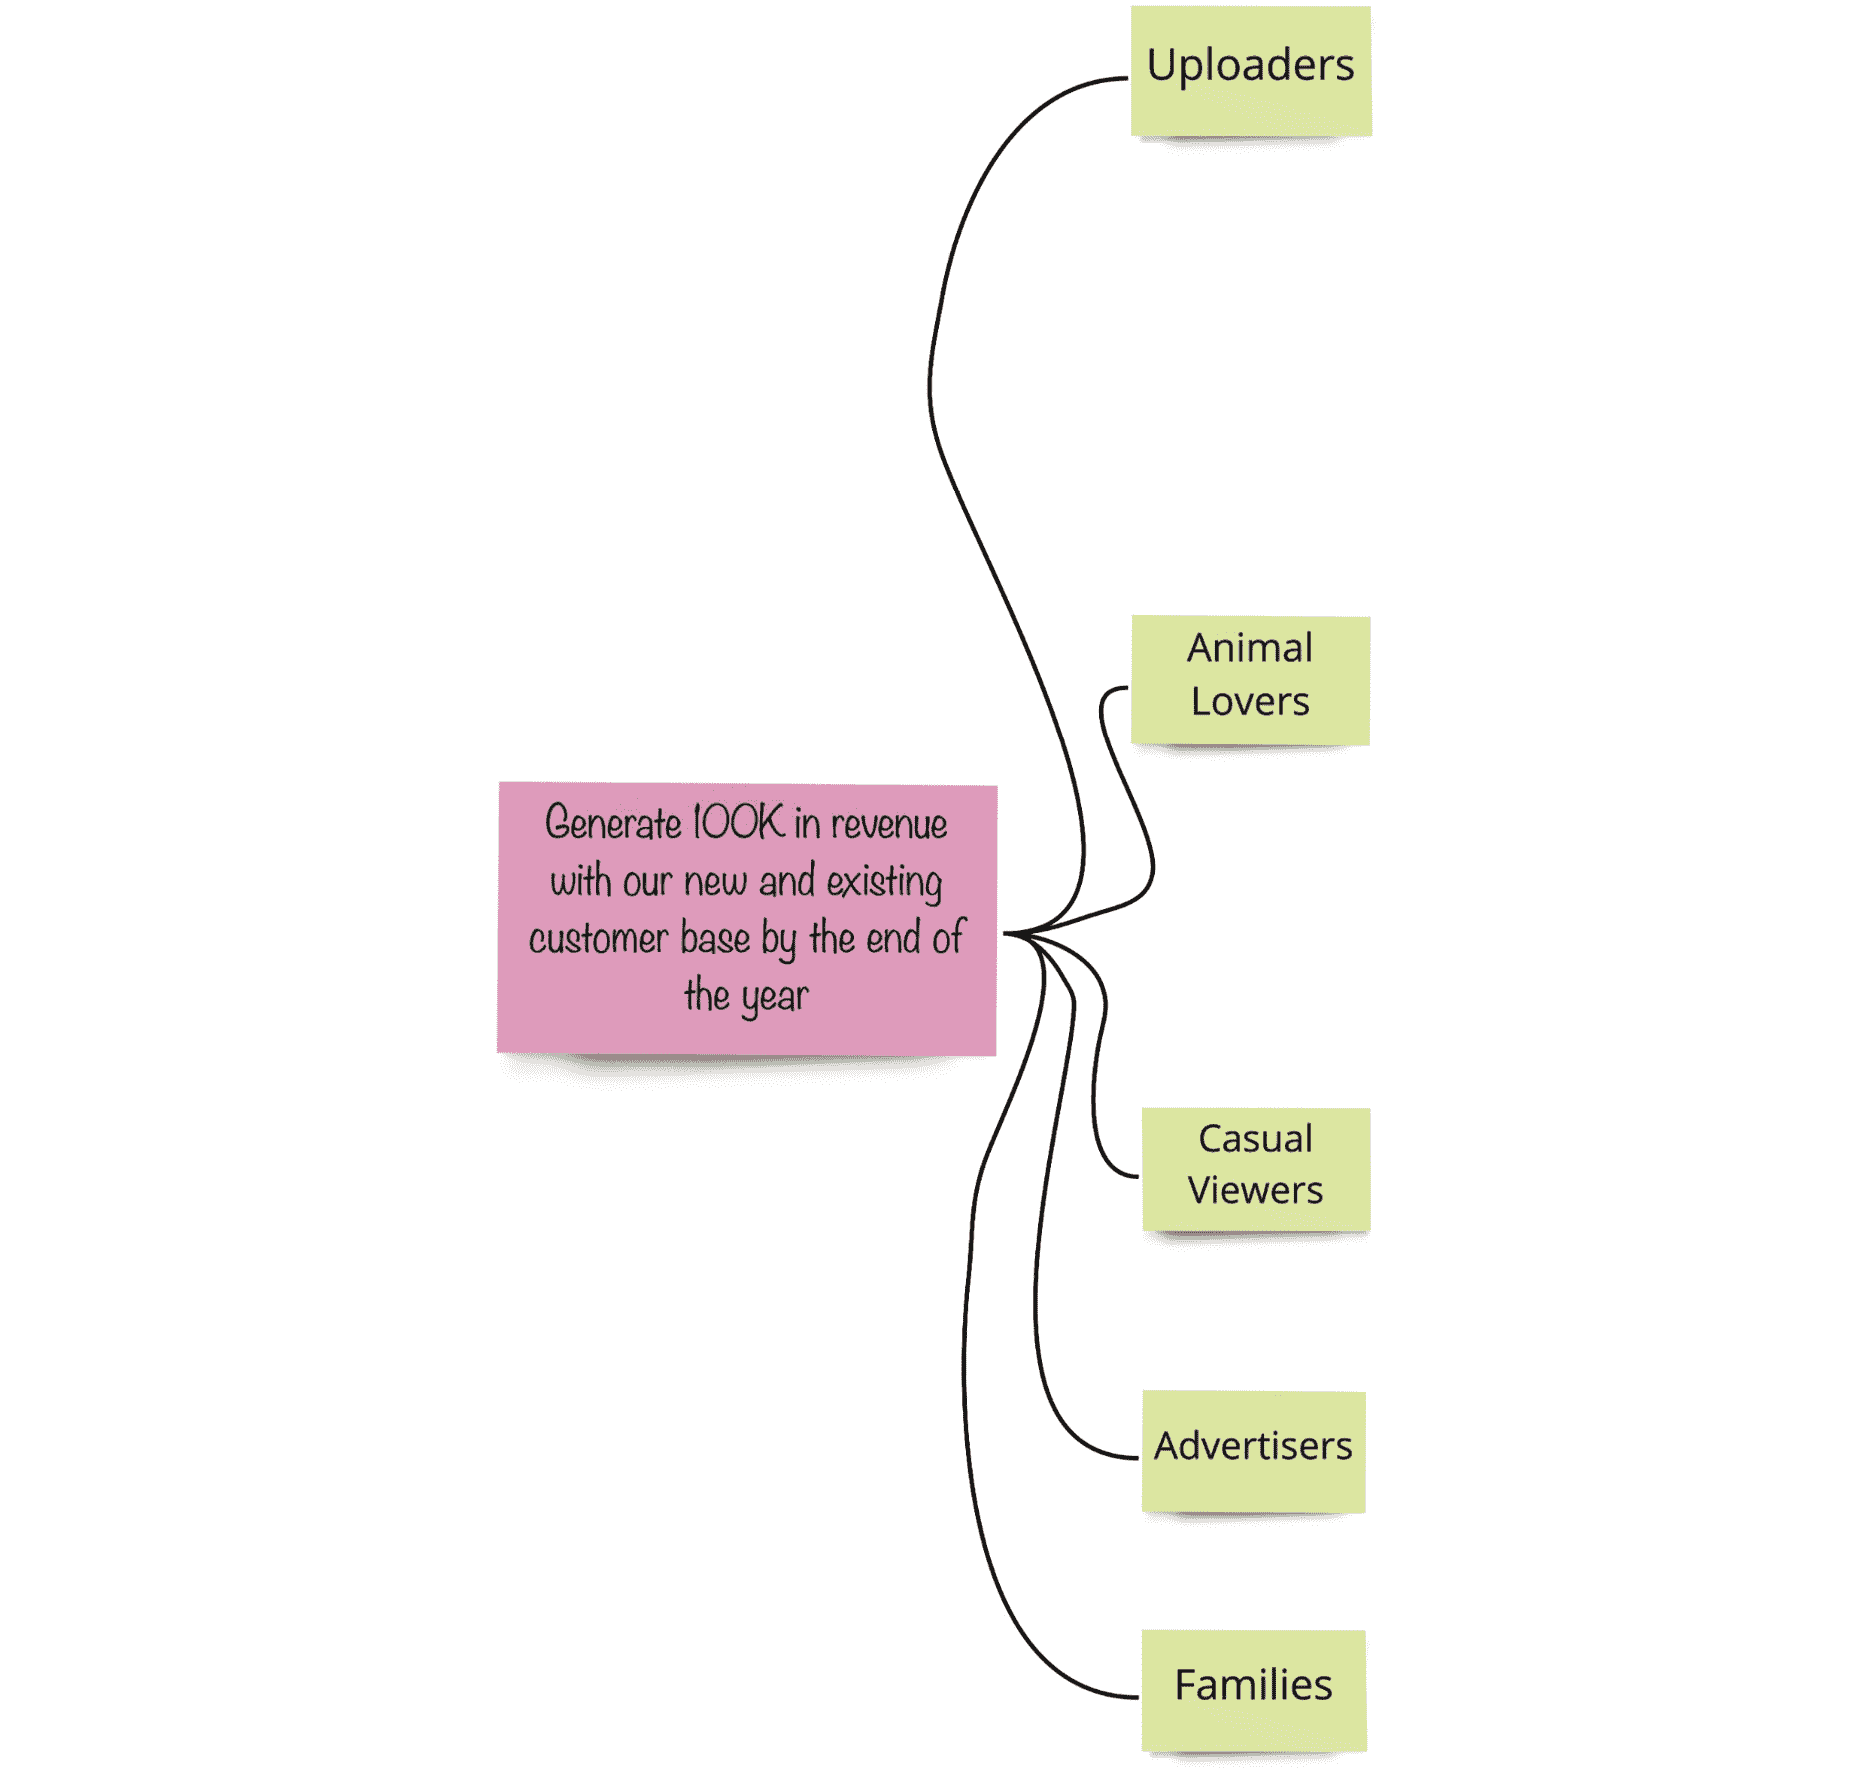 Uploaders
Animal
Lovers
Generate 100K in revenue
with our new and existing
customer base by the end of
the year
Casual
Viewers
Advertisers
Families